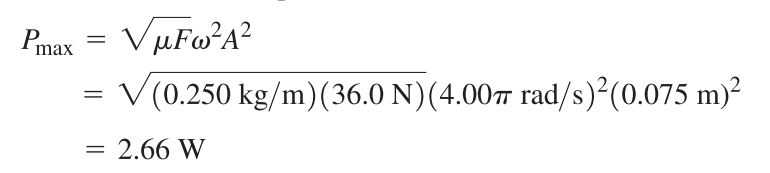 P_max = √μFω²A²
= √(0.250 kg/m)(36.0 N)(4.00π rad/s)²(0.075 m)²
= 2.66 W